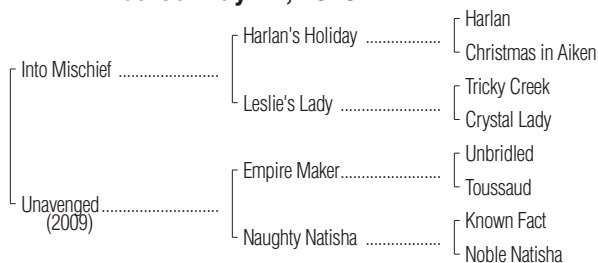 Harlan
Harlan's Holiday ..................
Christmas in Aiken
Into Mischief ........................
Tricky Creek
Leslie's Lady ........................
Crystal Lady
Unbridled
Empire Maker........................
Toussaud
Unavenged............................
(2009)
Known Fact
Naughty Natisha ..................
Noble Natisha